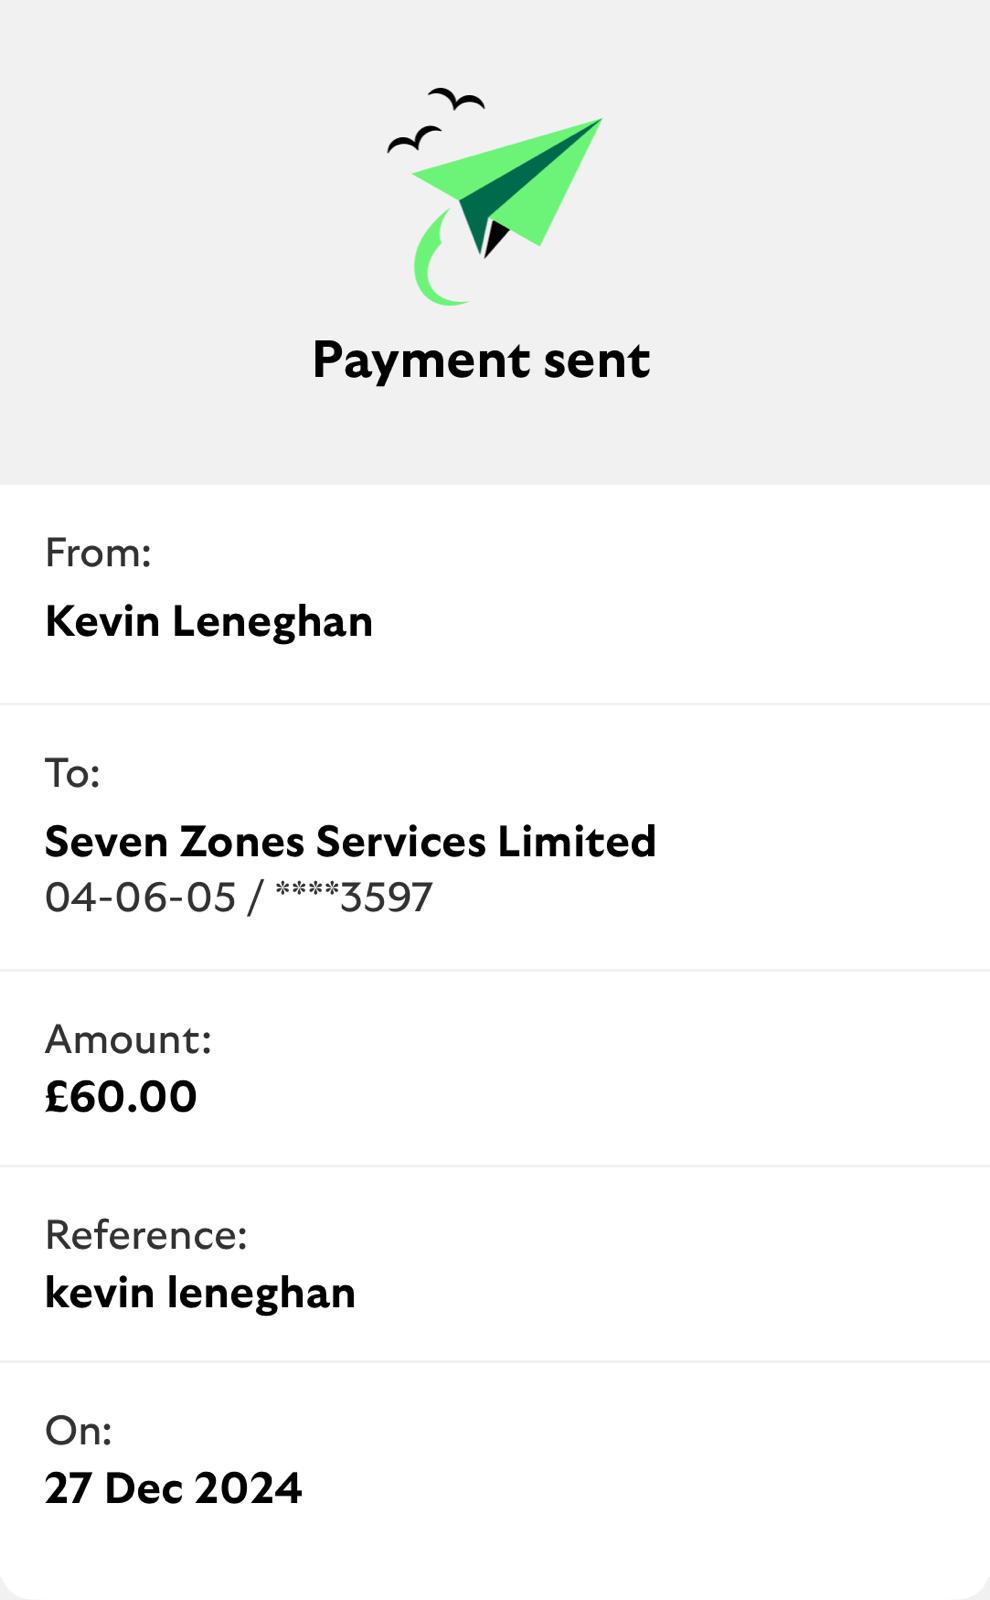 Payment sent
From:
Kevin Leneghan
To:
Seven Zones Services Limited
04-06-05 / ****3597
Amount:
£60.00
Reference:
kevin leneghan
On:
27 Dec 2024